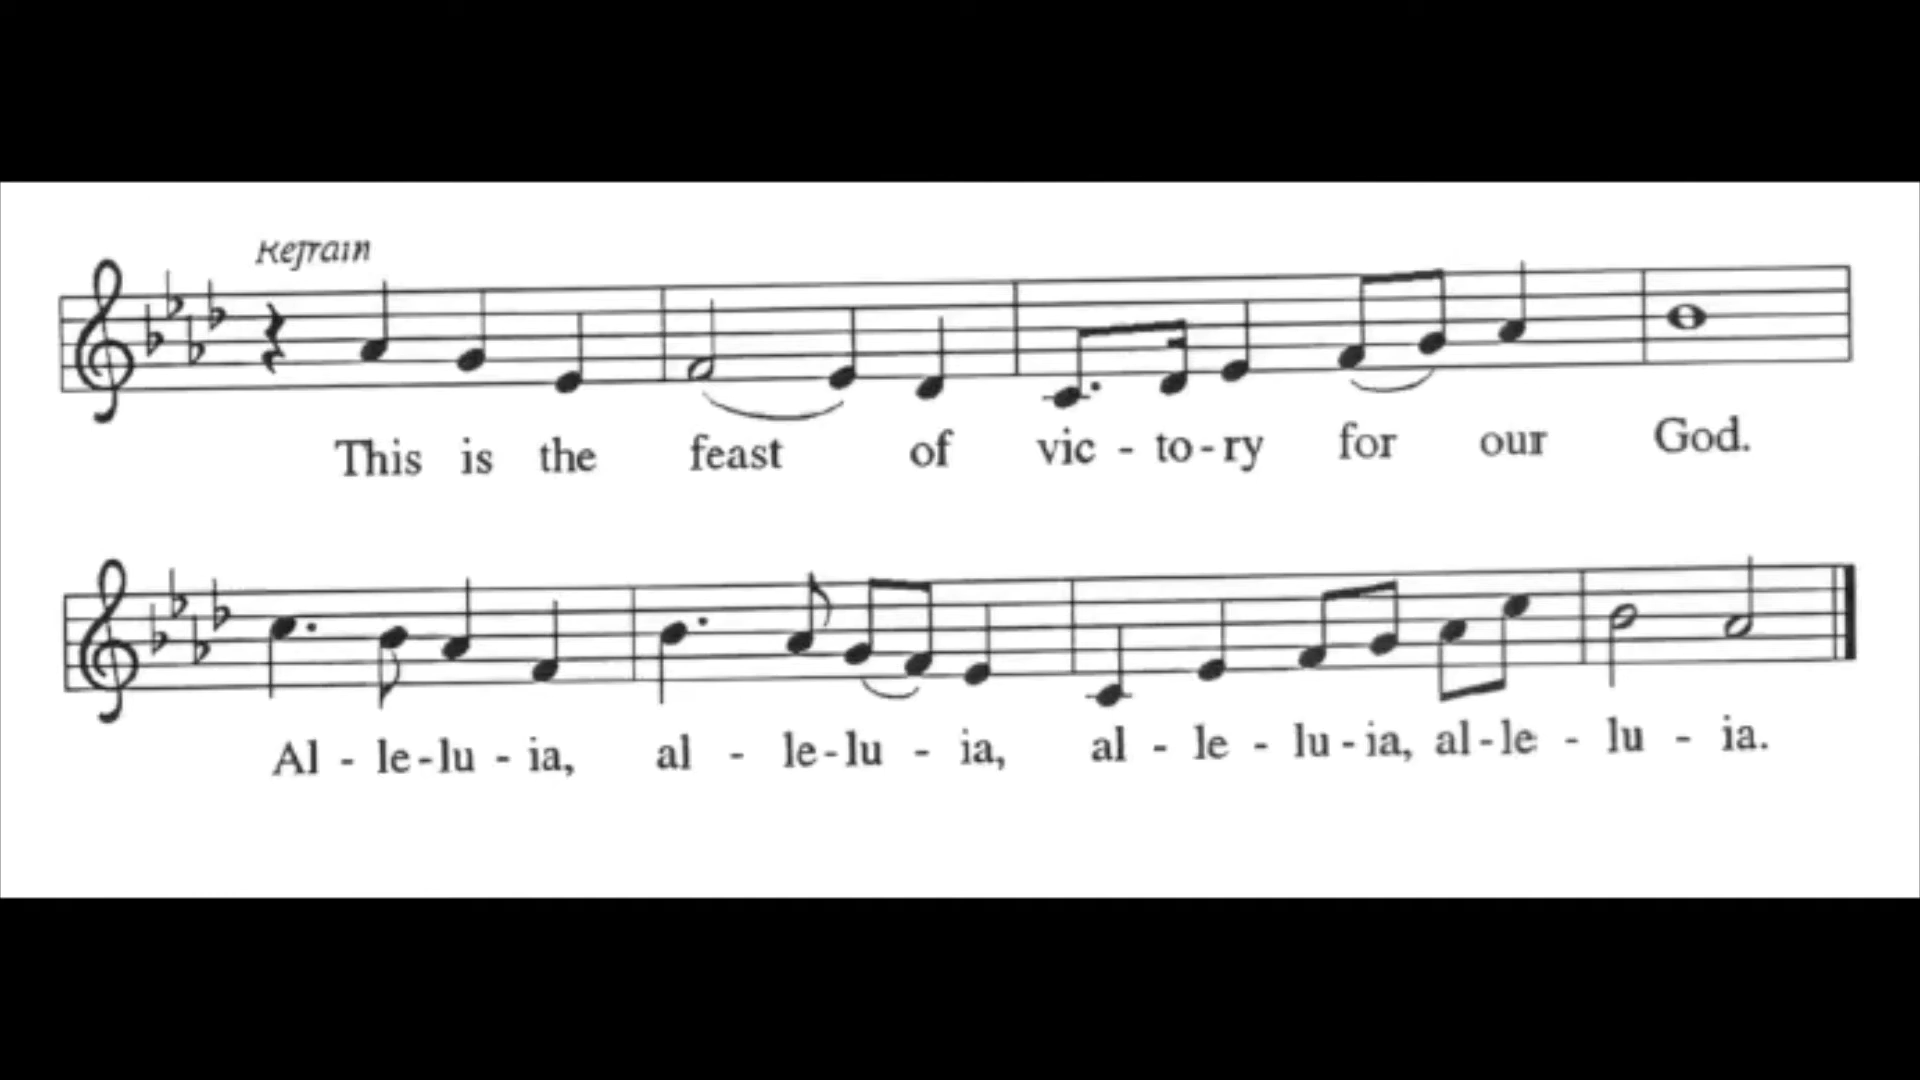 Refrain
This is the feast of vic - to - ry for our God.
Al - le - lu - ia, al - le - lu - ia, al - le - lu - ia, al - le - lu - ia.